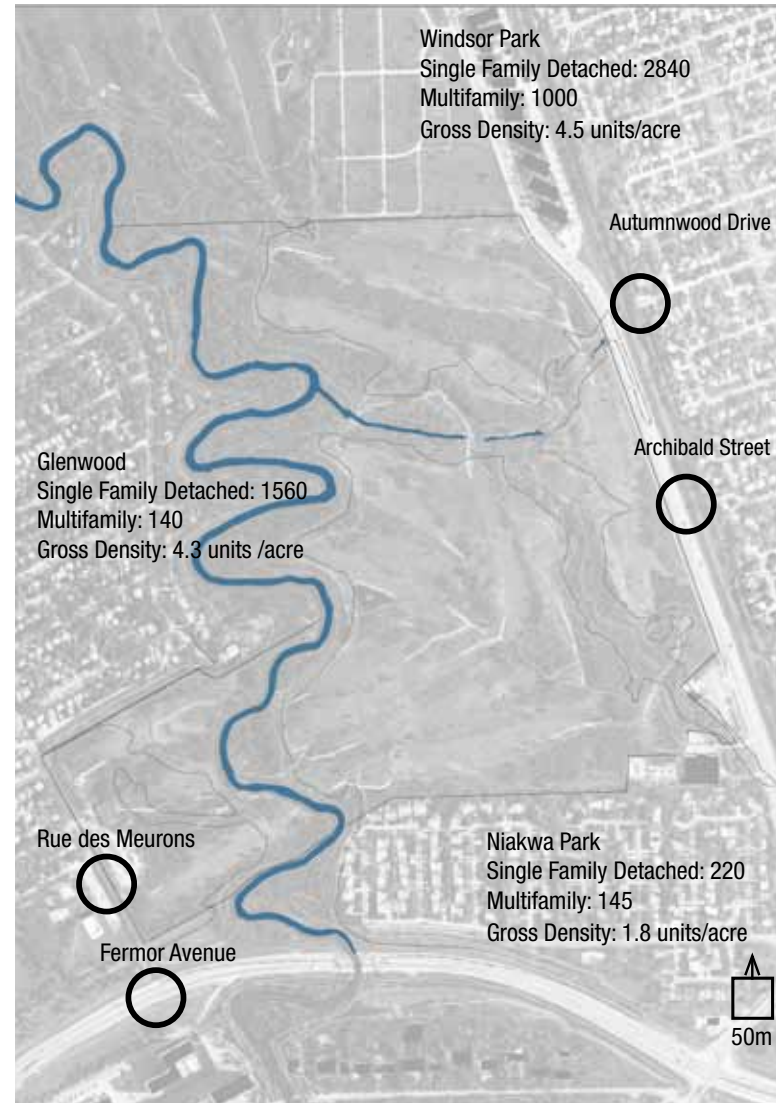 Windsor Park
Single Family Detached: 2840
Multifamily: 1000
Gross Density: 4.5 units/acre
Autumnwood Drive
Archibald Street
Glenwood
Single Family Detached: 1560
Multifamily: 140
Gross Density: 4.3 units /acre
Rue des Meurons
Niakwa Park
Single Family Detached: 220
Multifamily: 145
Gross Density: 1.8 units/acre
Fermor Avenue
50m